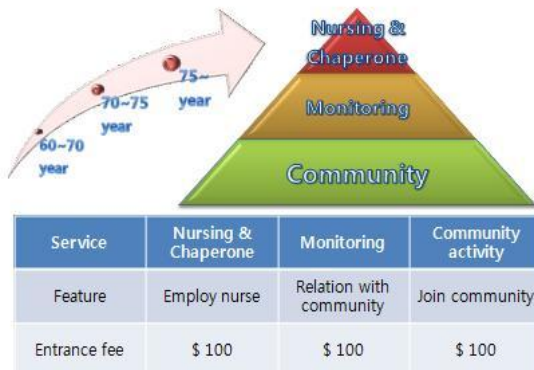 60~70
year
70~75
year
75~
year
Nursing &
Chaperone
Monitoring
Community
Service
Nursing &
Chaperone
Monitoring
Community
activity
Feature
Employ nurse
Relation with
community
Join community
Entrance fee
$ 100
$ 100
$ 100